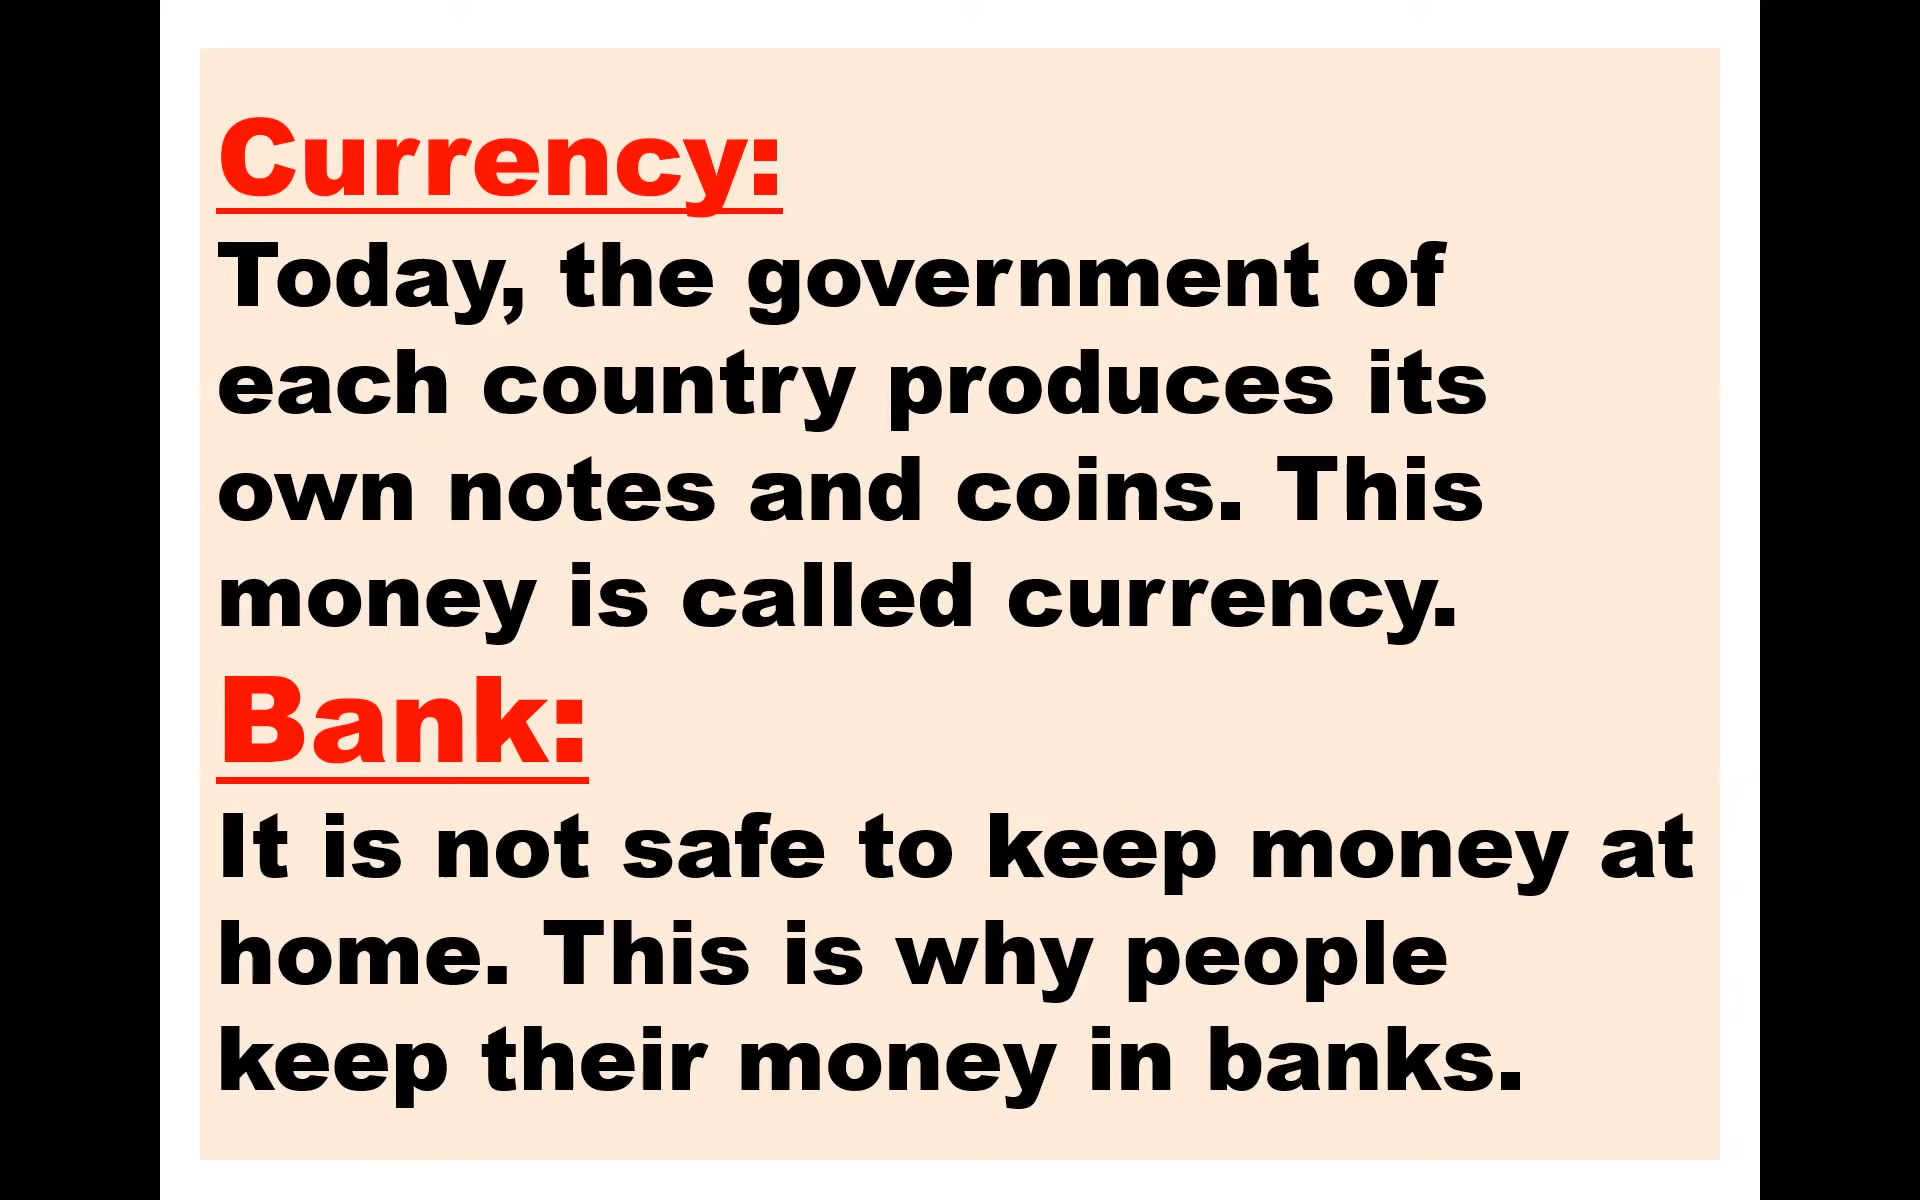 Currency:
Today, the government of
each country produces its
own notes and coins. This
money is called currency.
Bank:
It is not safe to keep money at
home. This is why people
keep their money in banks.